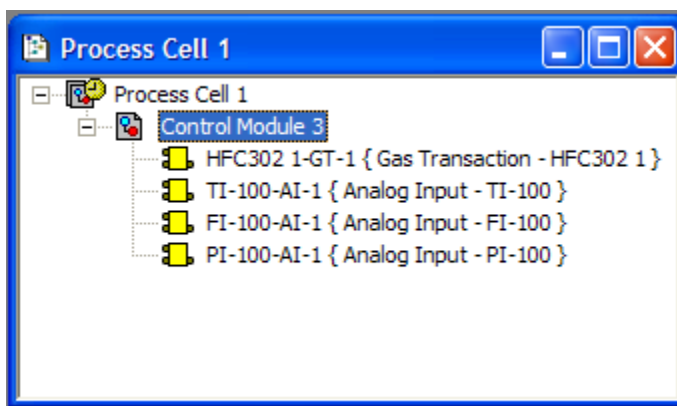 Process Cell 1
Process Cell 1
Control Module 3
HFC302 1-GT-1 { Gas Transaction - HFC302 1 }
TI-100-AI-1 { Analog Input - TI-100 }
FI-100-AI-1 { Analog Input - FI-100 }
PI-100-AI-1 { Analog Input - PI-100 }